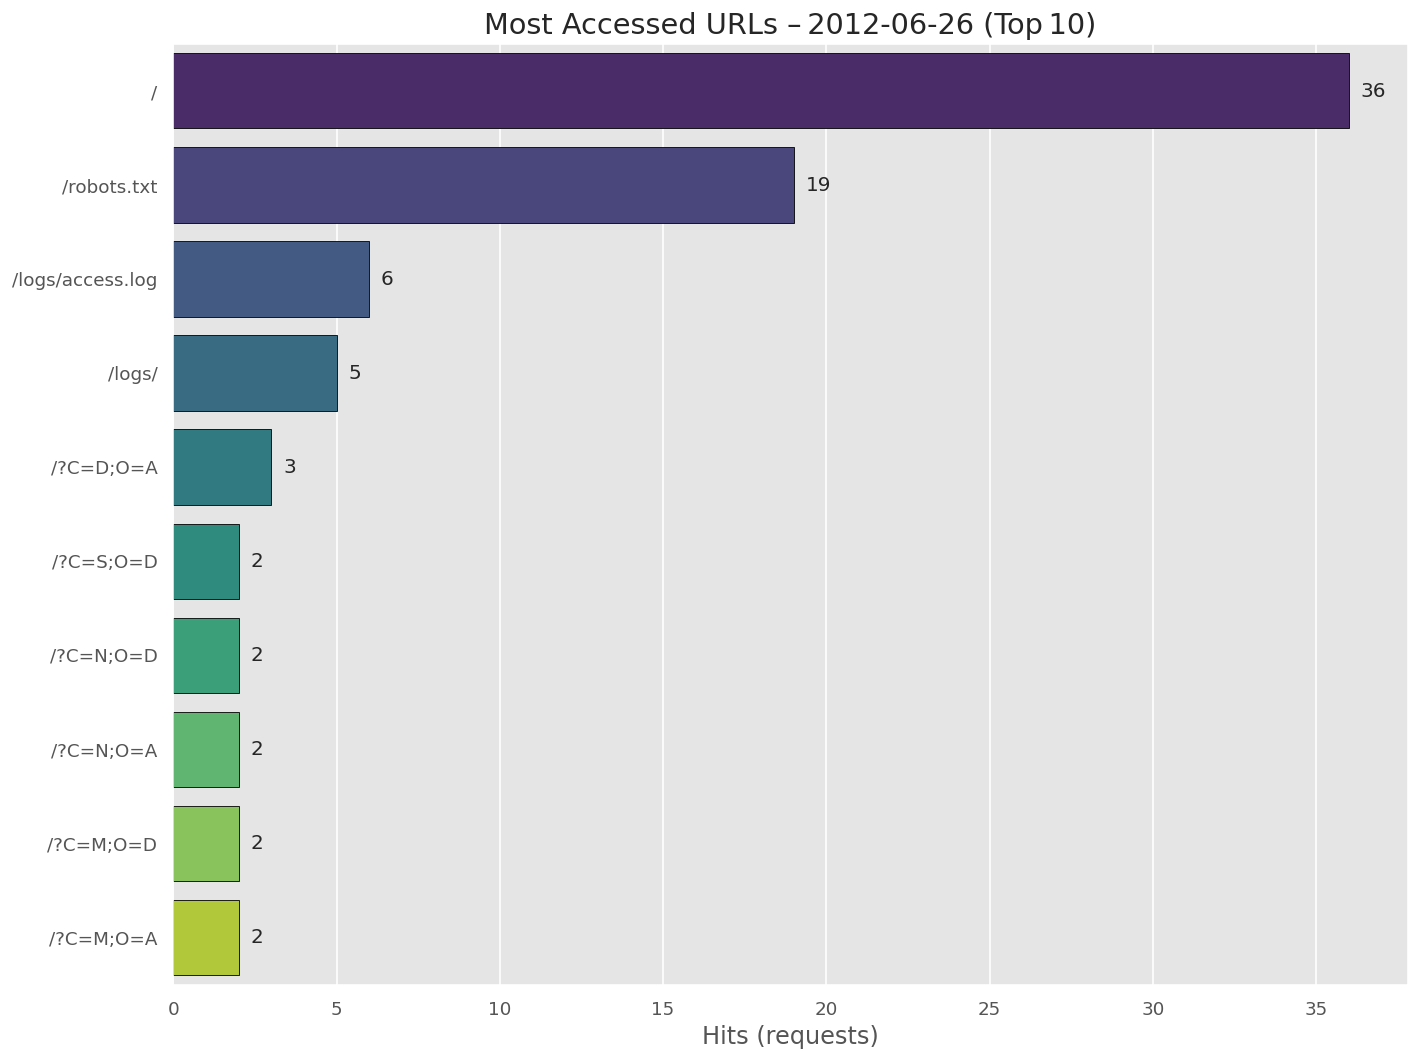 Most Accessed URLs – 2012-06-26 (Top 10)
/ 36
/robots.txt 19
/logs/access.log 6
/logs/ 5
/?C=D;O=A 3
/?C=S;O=D 2
/?C=N;O=D 2
/?C=N;O=A 2
/?C=M;O=D 2
/?C=M;O=A 2
0 5 10 15 20 25 30 35
Hits (requests)